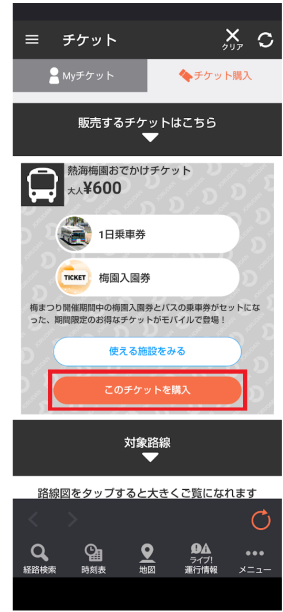 チケット
クリア
Myチケット
チケット購入
販売するチケットはこちら
熱海梅園おでかけチケット
大人¥600
1日乗車券
TICKET
梅園入園券
梅まつり開催期間中の梅園入園券とバスの乗車券がセットにな
った、期間限定のお得なチケットがモバイルで登場！
使える施設をみる
このチケットを購入
対象路線
路線図をタップすると大きくご覧になれます
経路検索
時刻表
地図
ライブ!
運行情報
メニュー